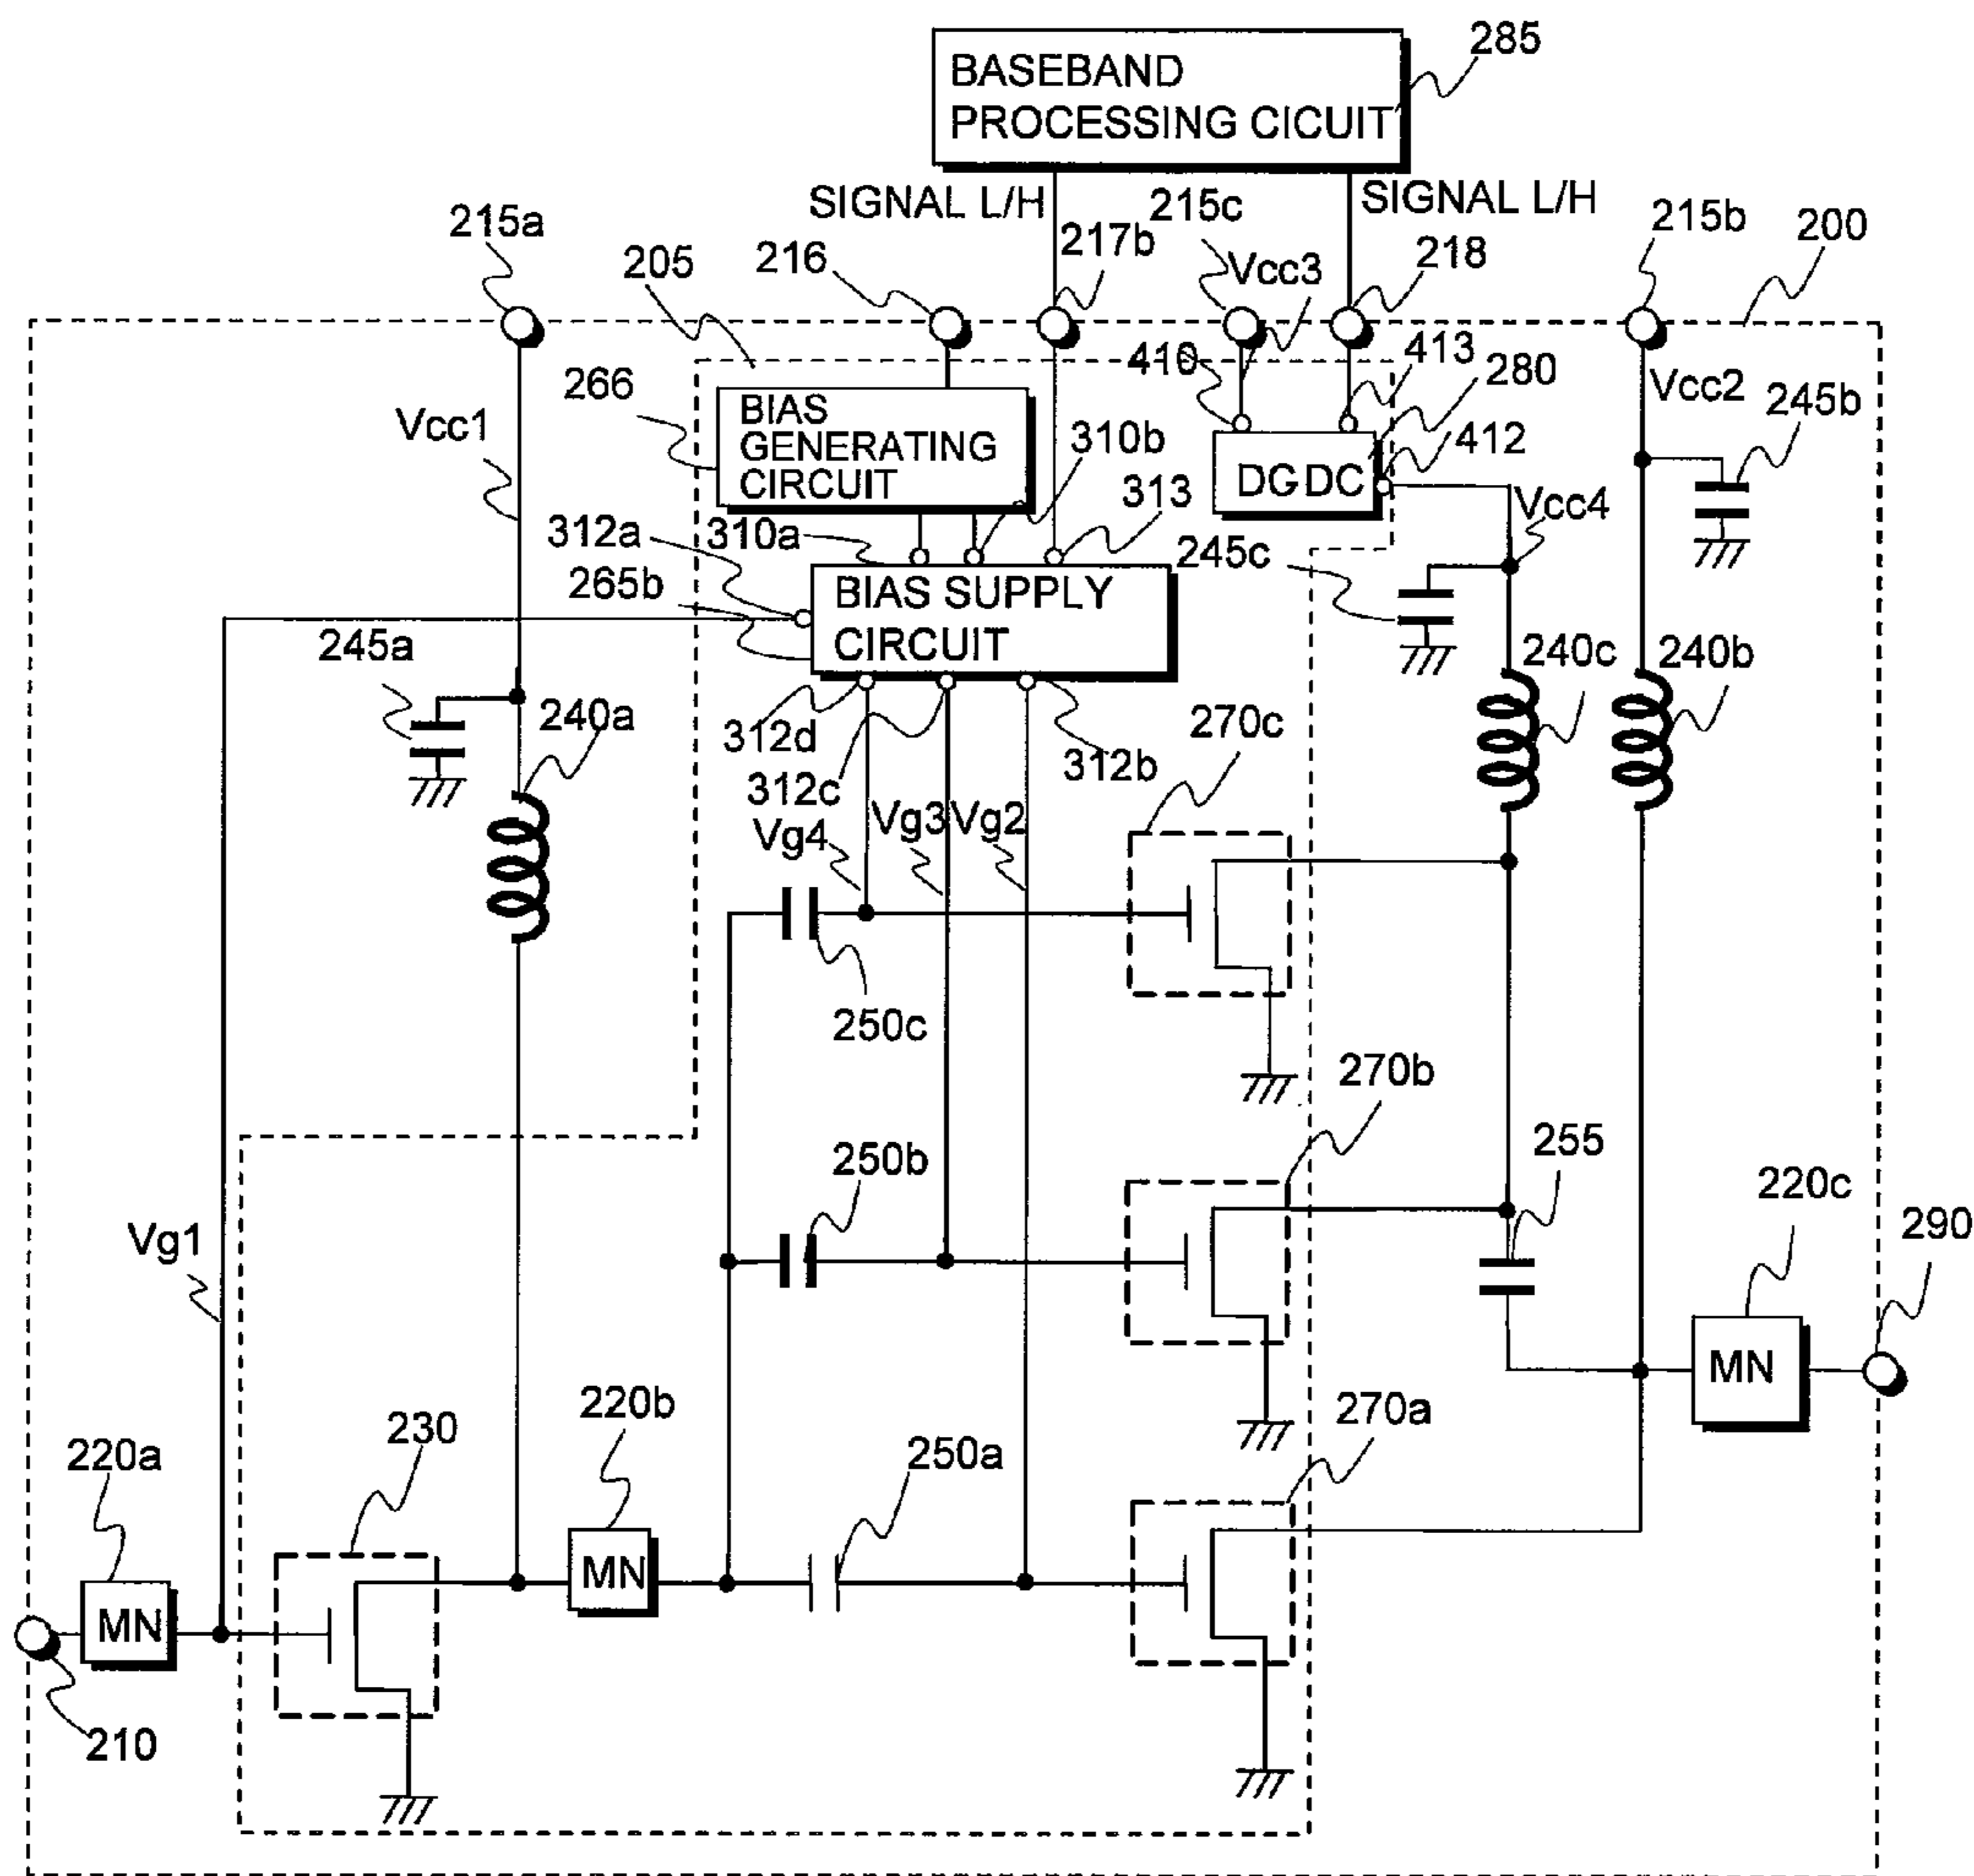 285
BASEBAND
PROCESSING CICUIT
SIGNAL L/H
SIGNAL L/H
215a
215c
215b
200
205
216
217b
Vcc3
218
410
413
280
266
BIAS
GENERATING
CIRCUIT
310b
412
Vcc1
DGDC
Vcc2
245b
313
312a
310a
Vcc4
265b
245c
BIAS SUPPLY
CIRCUIT
245a
240c
240b
240a
270c
312d
312c
312b
Vg4
Vg3
Vg2
250c
270b
250b
255
220c
Vg1
290
MN
220b
270a
230
220a
250a
MN
MN
210